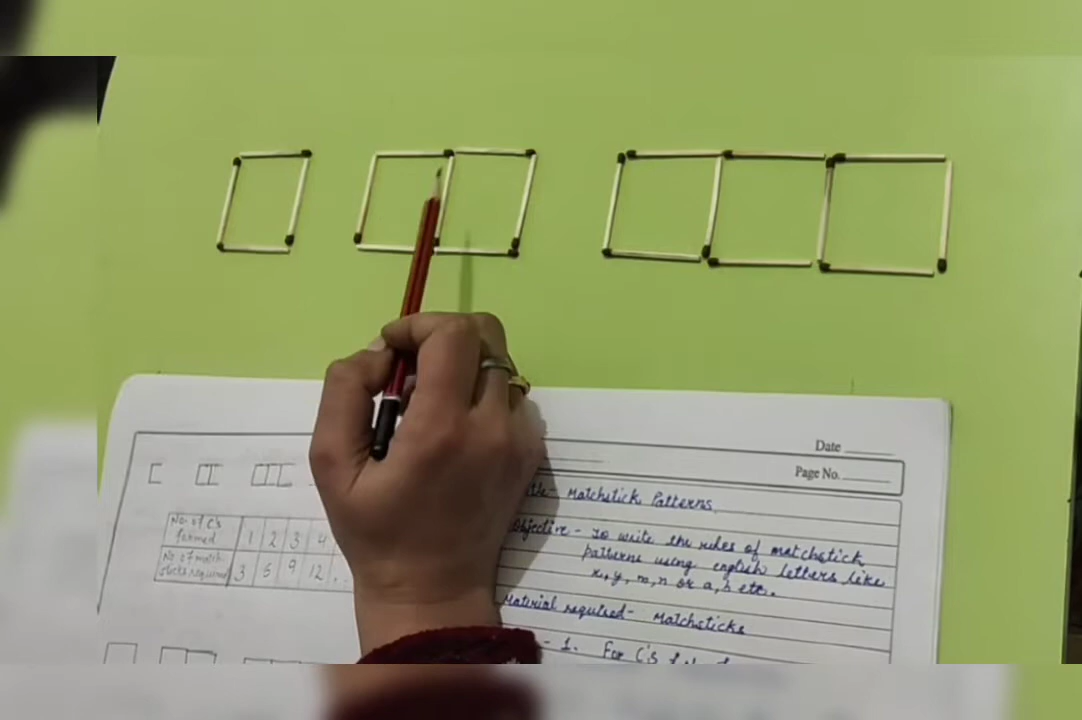 Date
Page No.
No. of C's
formed
1 2 3 4
No. of match
sticks required
3 6 9 12 ..
Matchstick Patterns
Objective - To write the rules of matchstick
patterns using english letters like
x, y, m, n or a, b etc.
Material required - Matchsticks
- 1. For C's